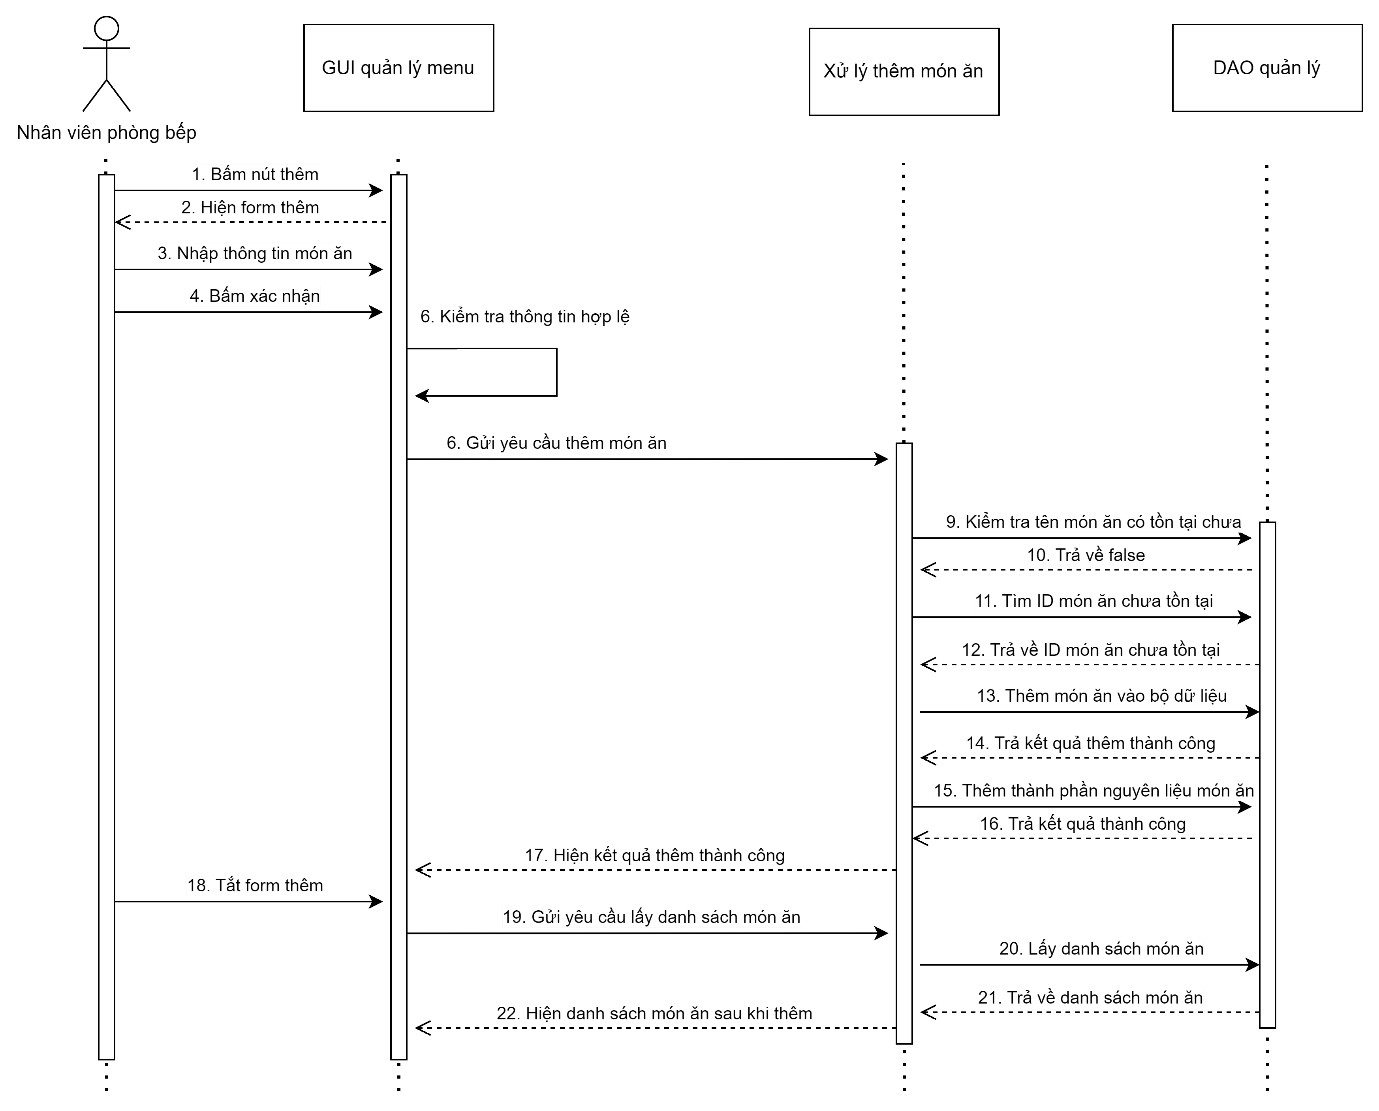 GUI quản lý menu
Xử lý thêm món ăn
DAO quản lý
Nhân viên phòng bếp
1. Bấm nút thêm
2. Hiện form thêm
3. Nhập thông tin món ăn
4. Bấm xác nhận
6. Kiểm tra thông tin hợp lệ
6. Gửi yêu cầu thêm món ăn
9. Kiểm tra tên món ăn có tồn tại chưa
10. Trả về false
11. Tìm ID món ăn chưa tồn tại
12. Trả về ID món ăn chưa tồn tại
13. Thêm món ăn vào bộ dữ liệu
14. Trả kết quả thêm thành công
15. Thêm thành phần nguyên liệu món ăn
16. Trả kết quả thành công
17. Hiện kết quả thêm thành công
18. Tắt form thêm
19. Gửi yêu cầu lấy danh sách món ăn
20. Lấy danh sách món ăn
21. Trả về danh sách món ăn
22. Hiện danh sách món ăn sau khi thêm